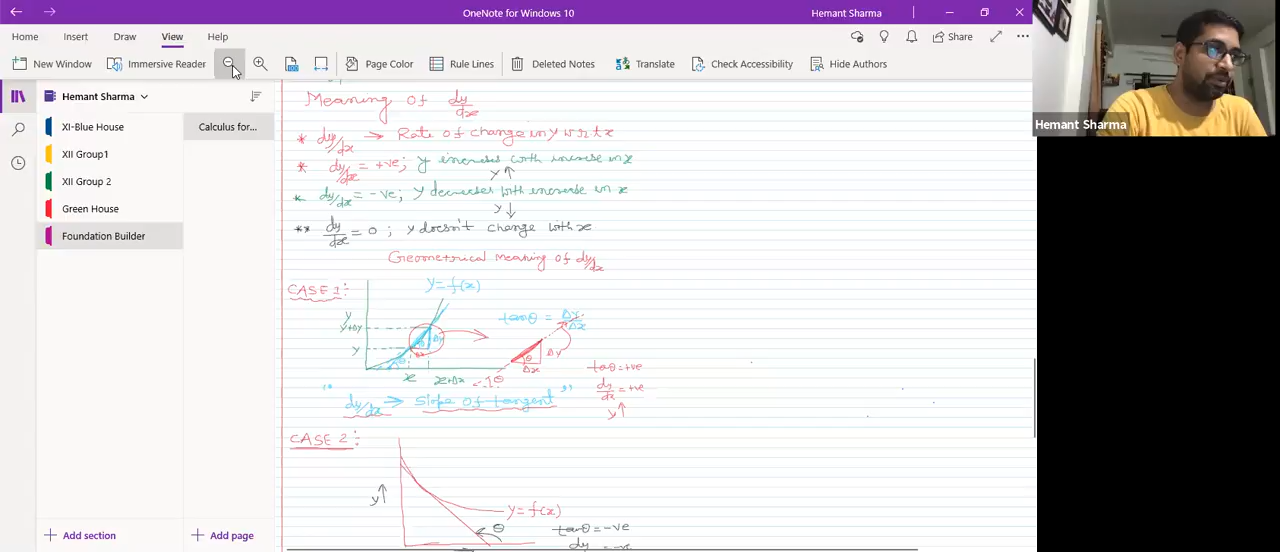 OneNote for Windows 10
Hemant Sharma
Home Insert Draw View Help
Share
New Window Immersive Reader Page Color Rule Lines Deleted Notes Translate Check Accessibility Hide Authors
Hemant Sharma
XI-Blue House
XII Group1
XII Group 2
Green House
Foundation Builder
Add section
Calculus for...
Add page
Hemant Sharma
Meaning of dy/dx
* dy/dx → Rate of change in y w.r.t x
* dy/dx = +ve; y increases with increase in x
y ↑
* dy/dx = -ve; y decreases with increase in x
y ↓
** dy/dx = 0; y doesn't change with x
Geometrical meaning of dy/dx
CASE 1:
y = f(x)
y
y+Δy
y
Δy
θ
x x+Δx
tanθ = Δy/Δx
θ
Δy
Δx
θ
tanθ = +ve
dy/dx = +ve
y ↑
" dy/dx → Slope of tangent "
CASE 2:
y ↑
y = f(x)
θ
tanθ = -ve
dy = -ve